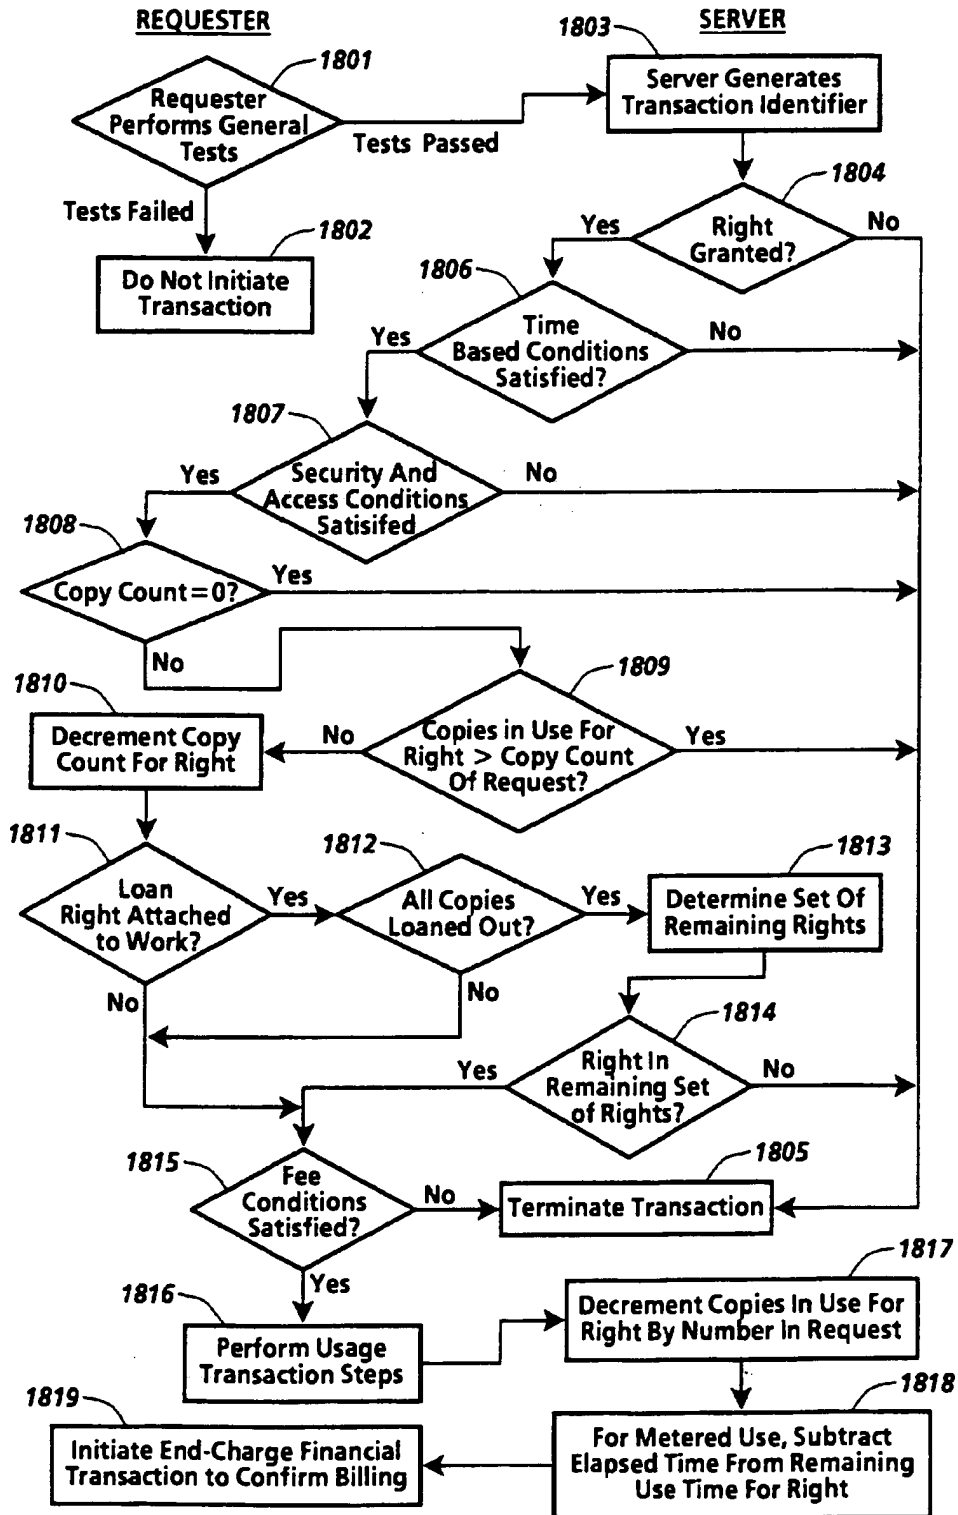 REQUESTER
SERVER
1801
1803
Requester
Performs General
Tests
Server Generates
Transaction Identifier
Tests Passed
1804
Tests Failed
Yes
Right
Granted?
No
1802
Do Not Initiate
Transaction
1806
Yes
Time
Based Conditions
Satisfied?
No
1807
Yes
Security And
Access Conditions
Satisifed
No
1808
Copy Count=0?
Yes
No
1809
1810
Decrement Copy
Count For Right
No
Copies in Use For
Right > Copy Count
Of Request?
Yes
1811
1812
1813
Loan
Right Attached
to Work?
Yes
All Copies
Loaned Out?
Yes
Determine Set Of
Remaining Rights
No
No
1814
Yes
Right In
Remaining Set
of Rights?
No
1815
1805
Fee
Conditions
Satisfied?
No
Terminate Transaction
Yes
1817
1816
Decrement Copies In Use For
Right By Number In Request
Perform Usage
Transaction Steps
1819
1818
Initiate End-Charge Financial
Transaction to Confirm Billing
For Metered Use, Subtract
Elapsed Time From Remaining
Use Time For Right